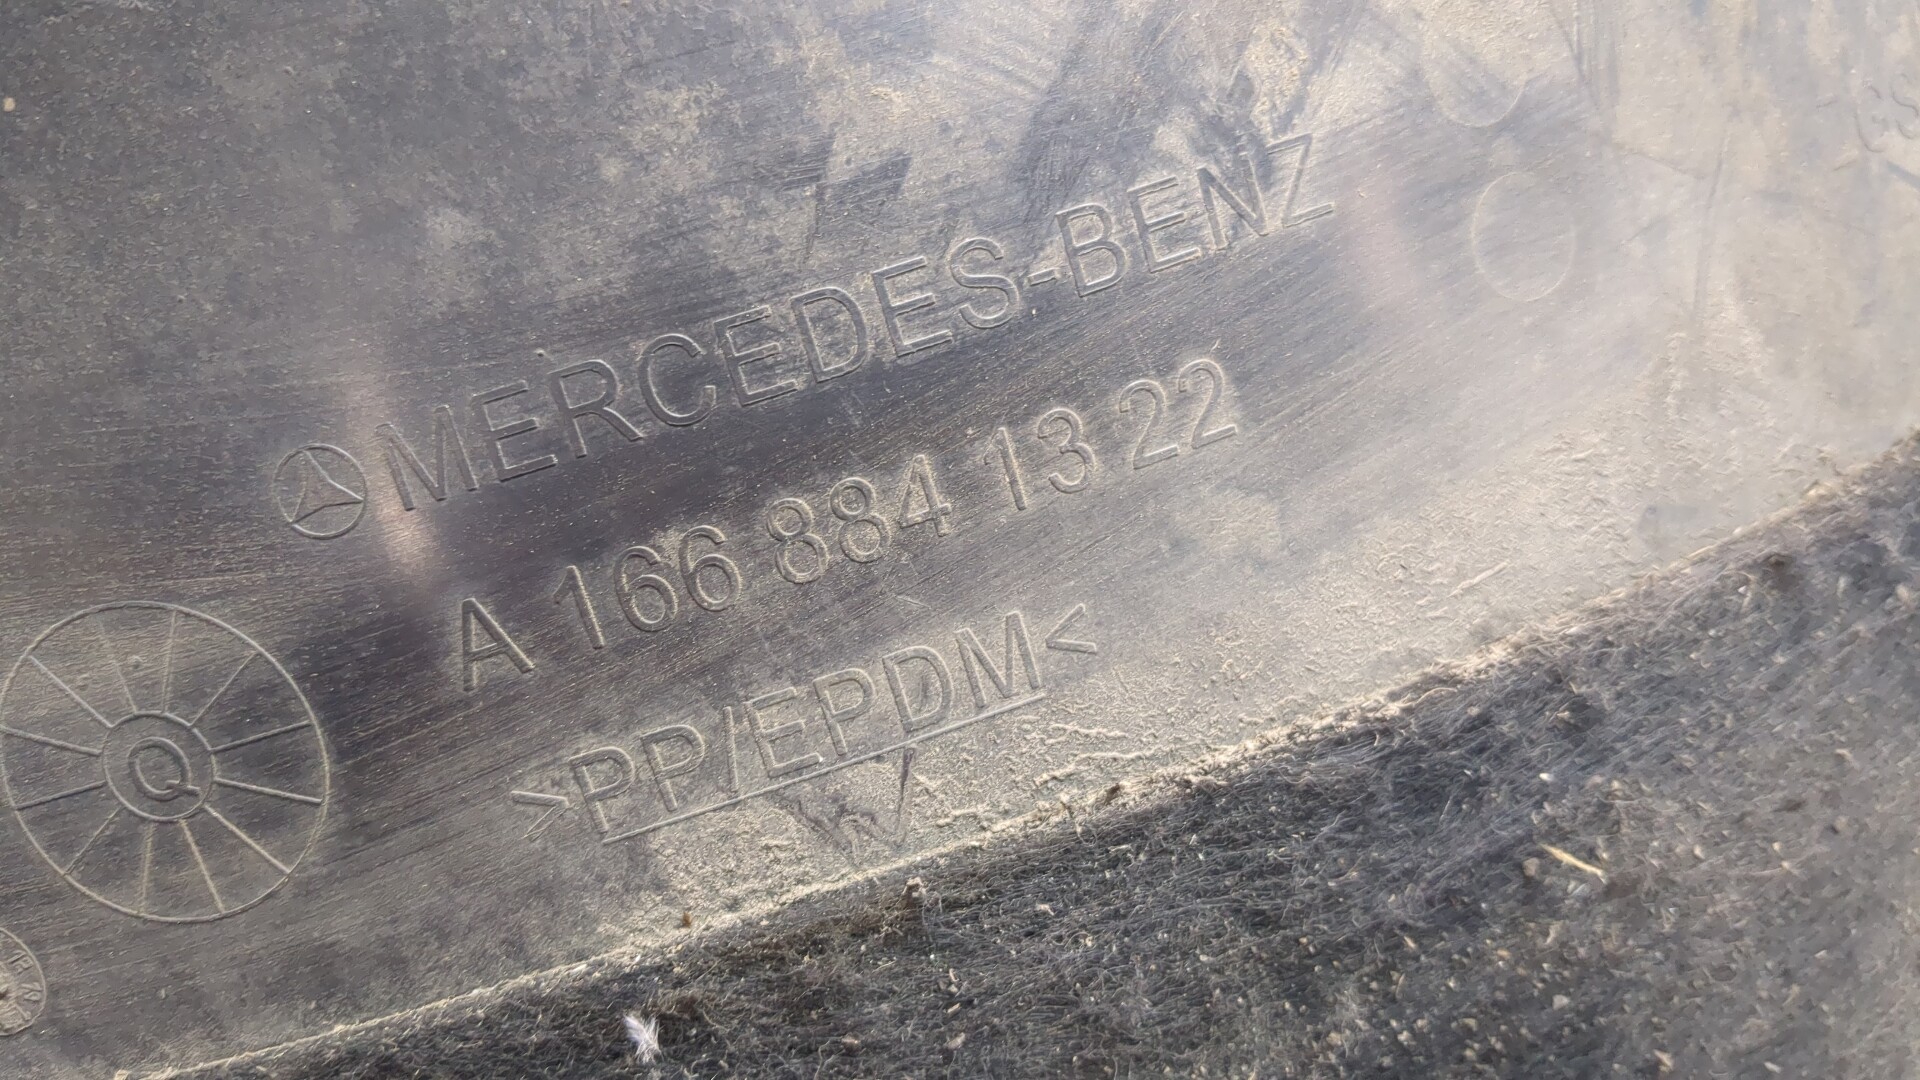 MERCEDES-BENZ
A 166 884 13 22
>PP/EPDM<
Q